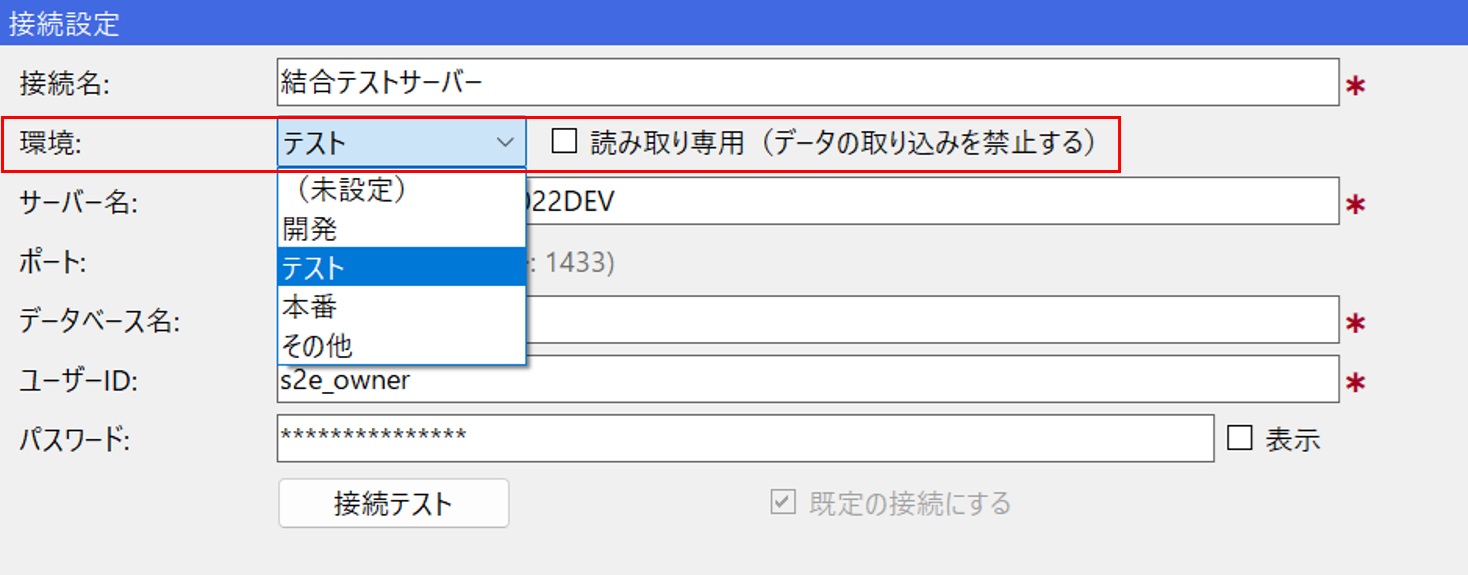 接続設定
接続名:
結合テストサーバー
環境:
テスト
読み取り専用（データの取り込みを禁止する）
（未設定）
開発
テスト
本番
その他
サーバー名:
022DEV
ポート:
: 1433)
データベース名:
ユーザーID:
s2e_owner
パスワード:
***************
表示
接続テスト
既定の接続にする